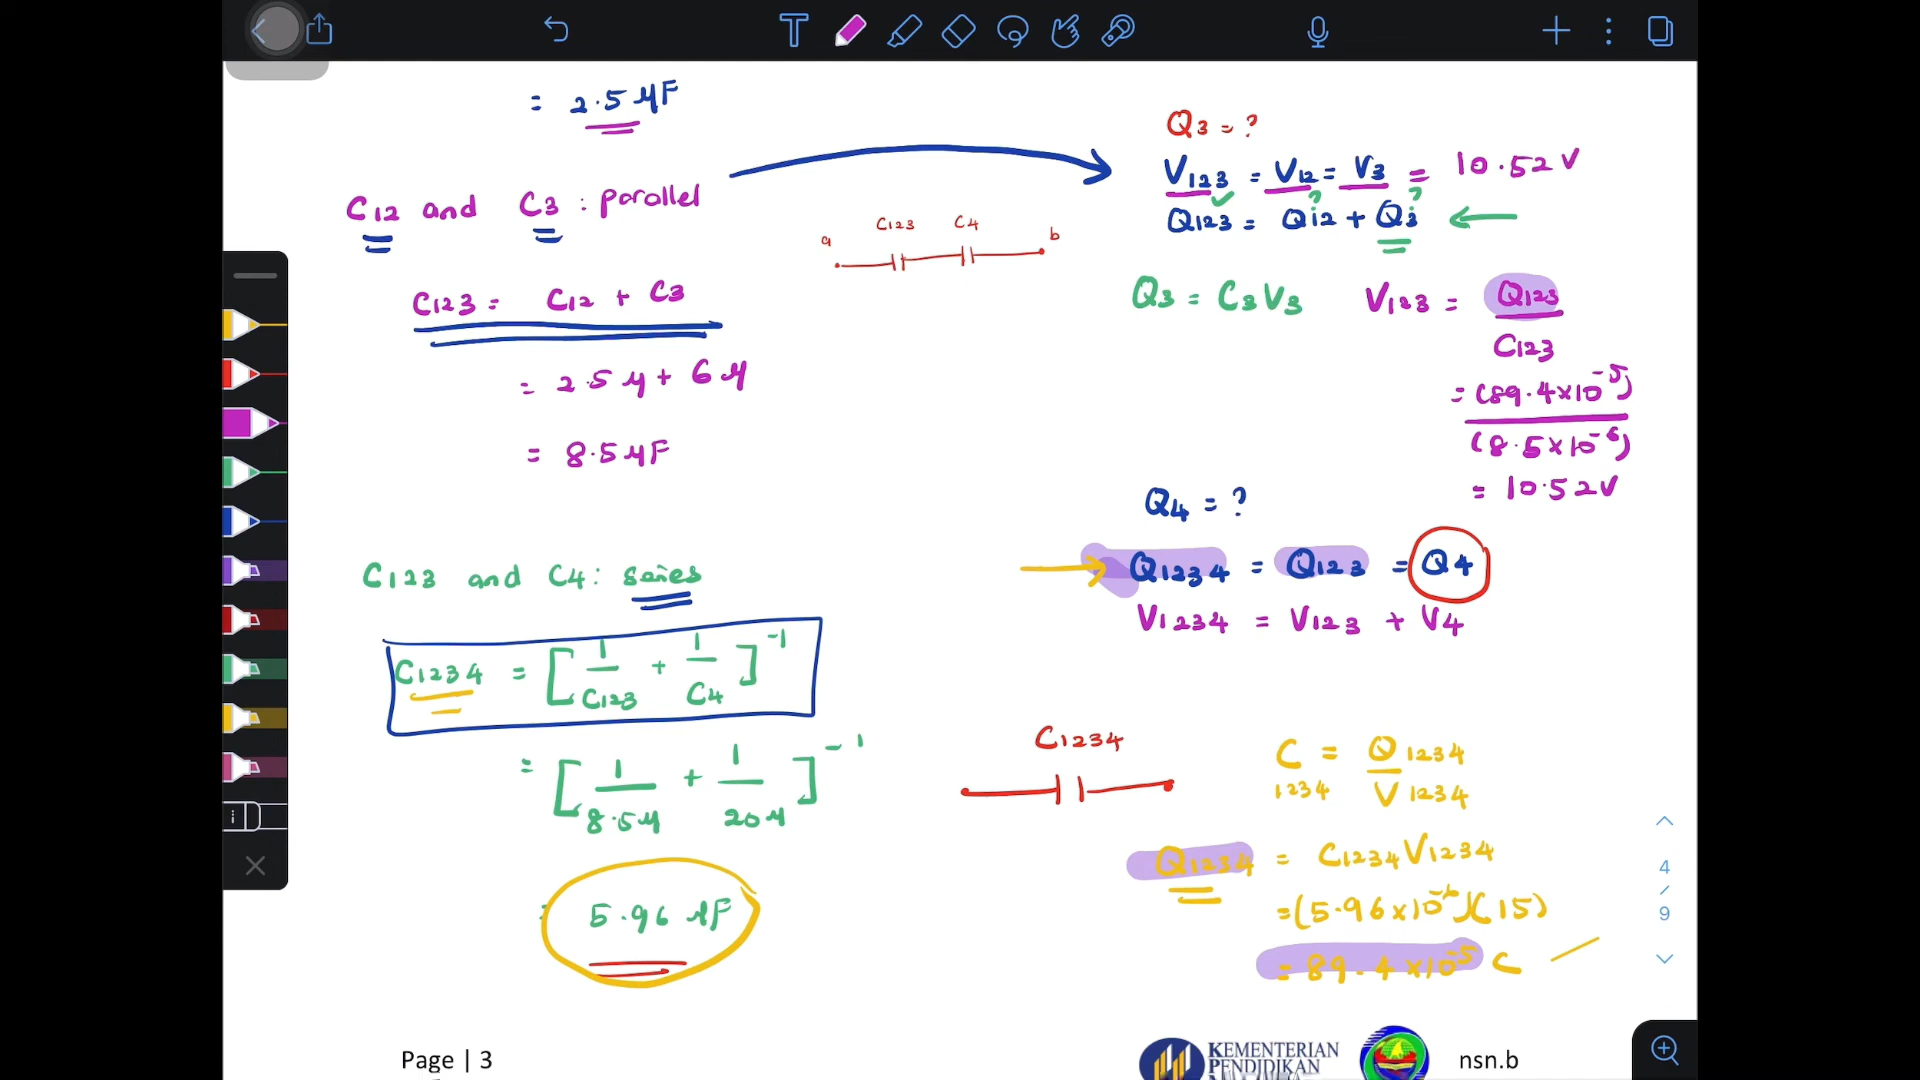 = 2.5 μF
C12 and C3 : parallel
C123 = C12 + C3
= 2.5 μ + 6 μ
= 8.5 μF
C123 and C4 : series
C1234 = [ 1/C123 + 1/C4 ]⁻¹
= [ 1/8.5μ + 1/20μ ]⁻¹
= 5.96 μF
a C123 C4 b
Q3 = ?
V123 = V12 = V3 = 10.52 V
Q123 = Q12 + Q3
? ?
Q3 = C3V3
V123 = Q123/C123
= (89.4×10⁻⁵)/(8.5×10⁻⁶)
= 10.52 V
Q4 = ?
Q1234 = Q123 = Q4
V1234 = V123 + V4
C1234
C1234 = Q1234/V1234
Q1234 = C1234V1234
= (5.96×10⁻⁶)(15)
= 89.4×10⁻⁵ C
4
/
9
Page | 3
KEMENTERIAN
PENDIDIKAN
nsn.b